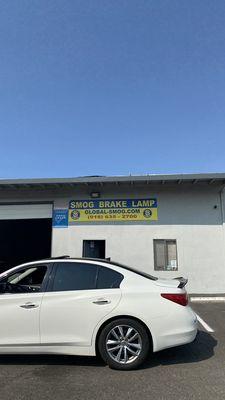 SMOG BRAKE LAMP
GLOBAL-SMOG.COM
(916) 635 - 2700